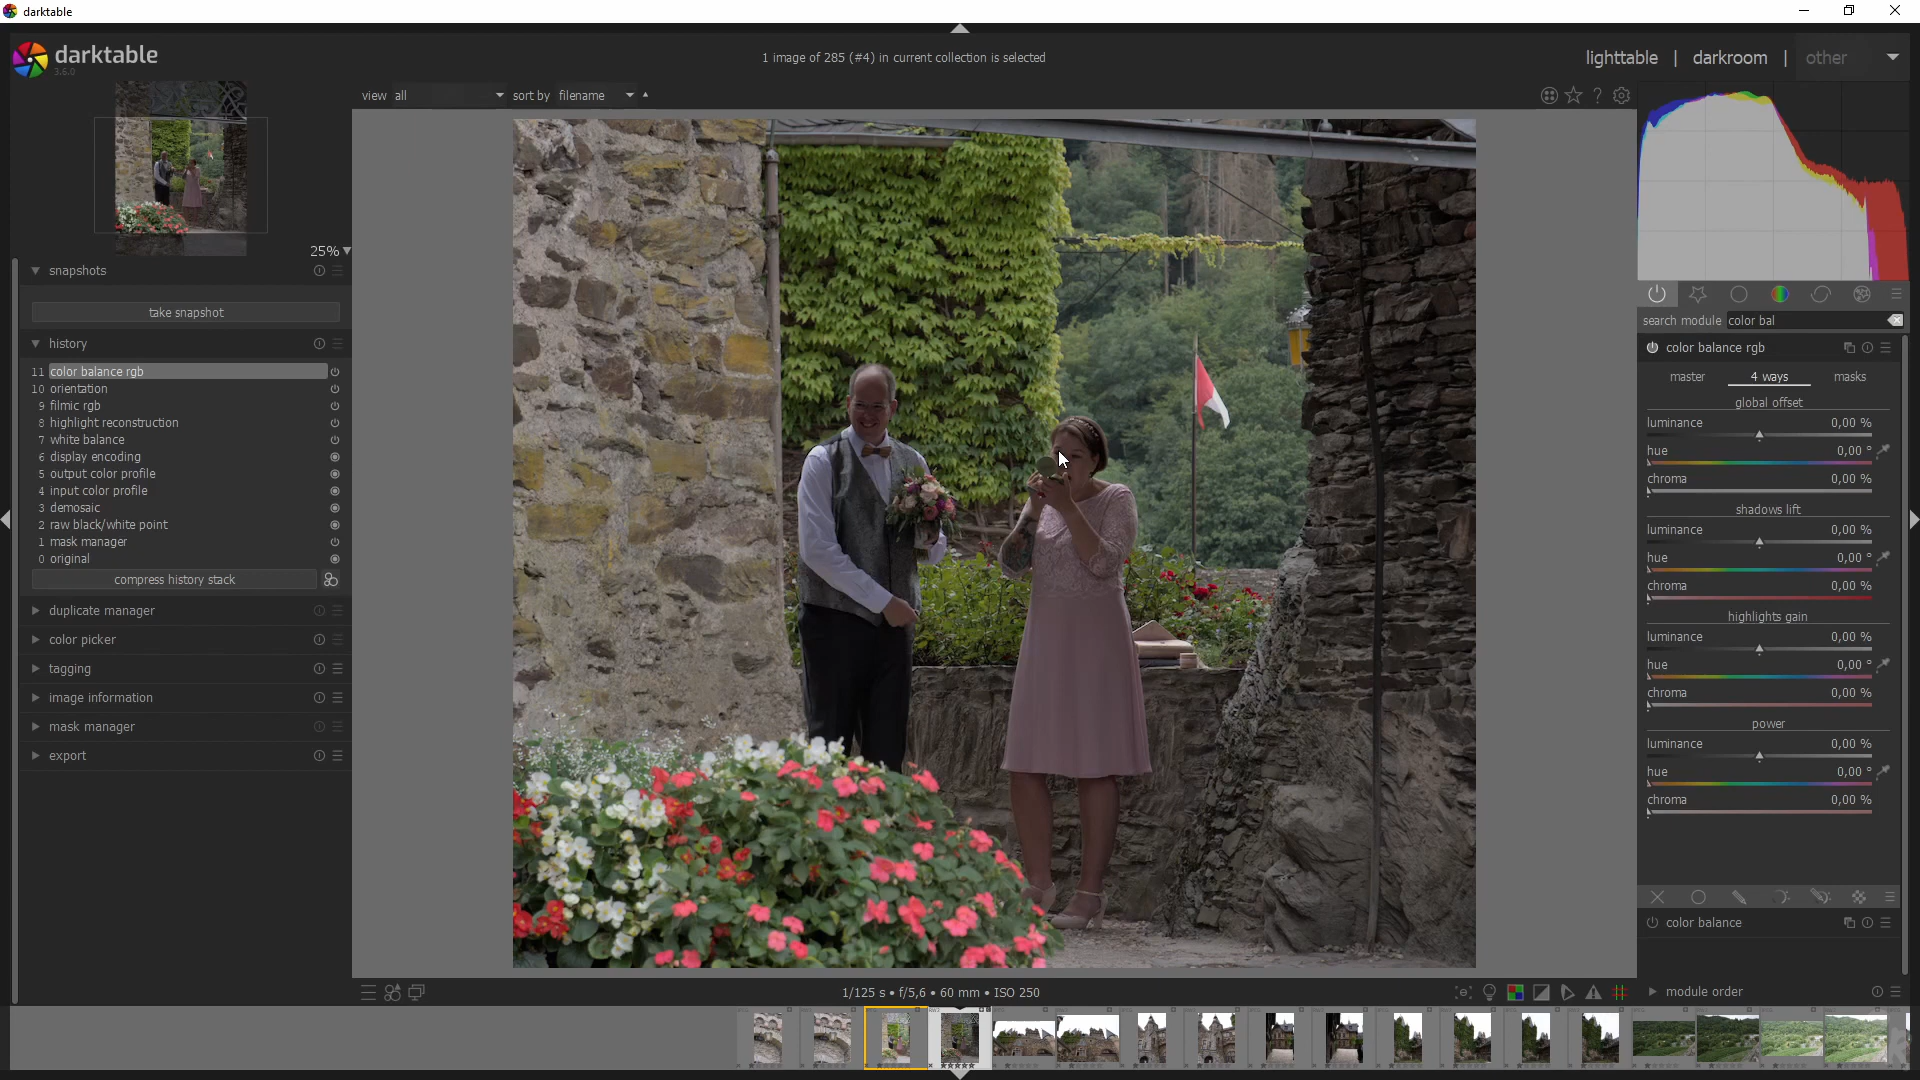 darktable
darktable
3.6.0
1 image of 285 (#4) in current collection is selected
lighttable | darkroom | other
view all sort by filename
25%
snapshots
take snapshot
history
11 color balance rgb
10 orientation
9 filmic rgb
8 highlight reconstruction
7 white balance
6 display encoding
5 output color profile
4 input color profile
3 demosaic
2 raw black/white point
1 mask manager
0 original
compress history stack
duplicate manager
color picker
tagging
image information
mask manager
export
search module color bal
color balance rgb
master 4 ways masks
global offset
luminance 0,00 %
hue 0,00 °
chroma 0,00 %
shadows lift
luminance 0,00 %
hue 0,00 °
chroma 0,00 %
highlights gain
luminance 0,00 %
hue 0,00 °
chroma 0,00 %
power
luminance 0,00 %
hue 0,00 °
chroma 0,00 %
color balance
module order
1/125 s • f/5,6 • 60 mm • ISO 250